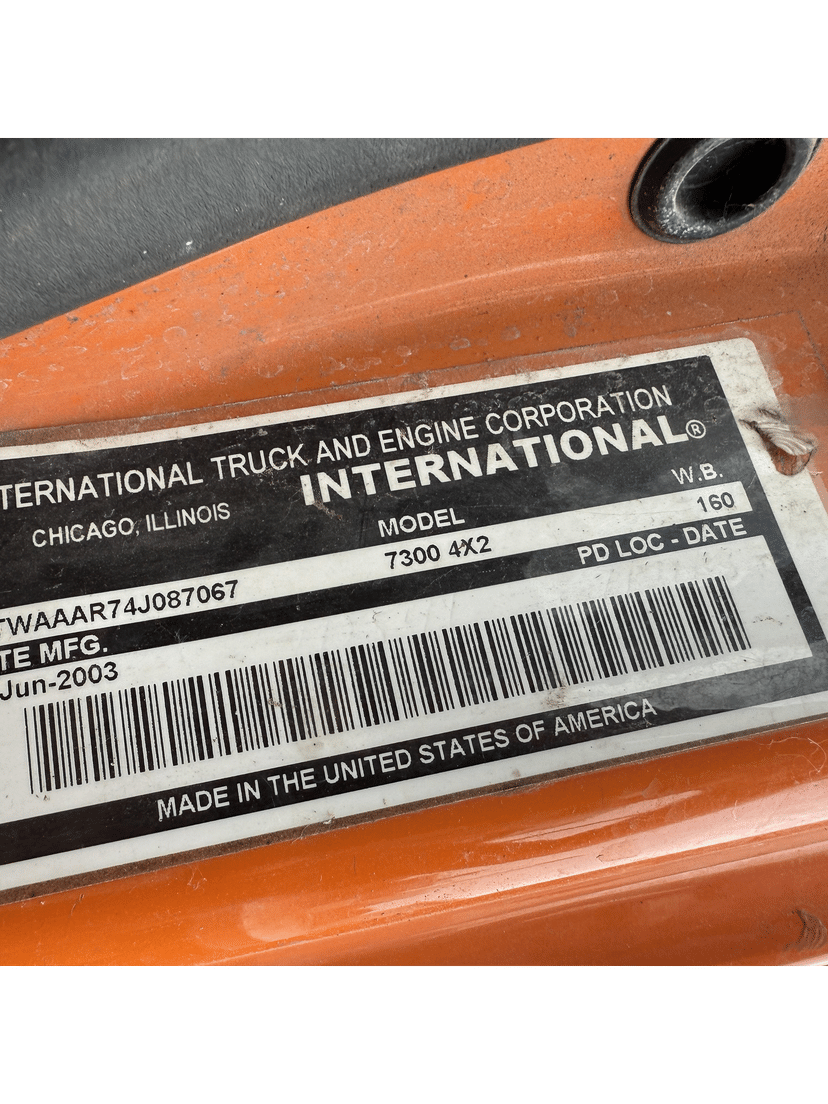 TERNATIONAL TRUCK AND ENGINE CORPORATION
INTERNATIONAL®
CHICAGO, ILLINOIS
MODEL
W.B.
TWAAAR74J087067
7300 4X2
160
TE MFG.
PD LOC - DATE
Jun-2003
MADE IN THE UNITED STATES OF AMERICA